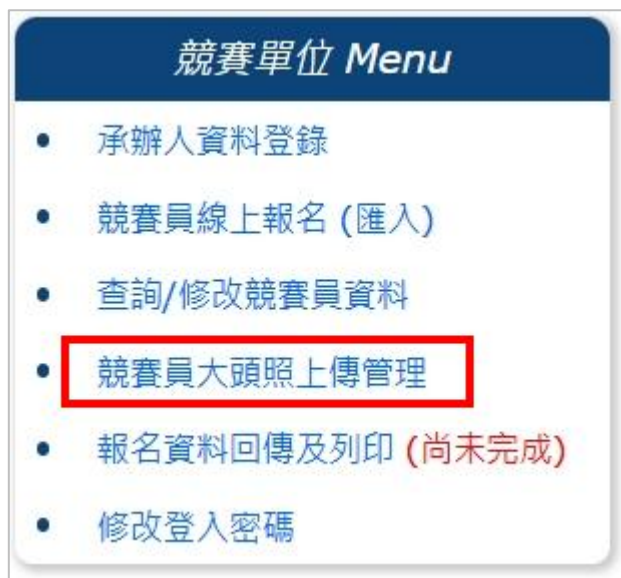 競賽單位 Menu
承辦人資料登錄
競賽員線上報名 (匯入)
查詢/修改競賽員資料
競賽員大頭照上傳管理
報名資料回傳及列印 (尚未完成)
修改登入密碼